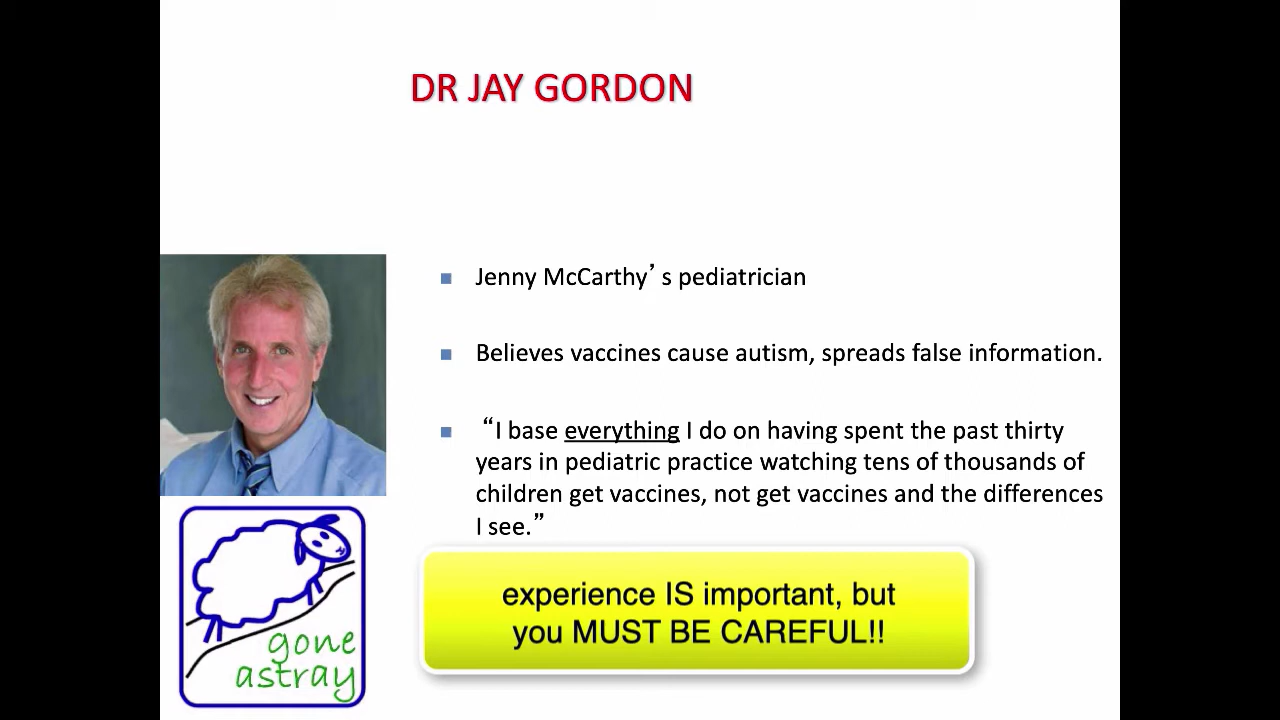 DR JAY GORDON
Jenny McCarthy’s pediatrician
Believes vaccines cause autism, spreads false information.
“I base everything I do on having spent the past thirty
years in pediatric practice watching tens of thousands of
children get vaccines, not get vaccines and the differences
I see.”
experience IS important, but
you MUST BE CAREFUL!!
gone
astray